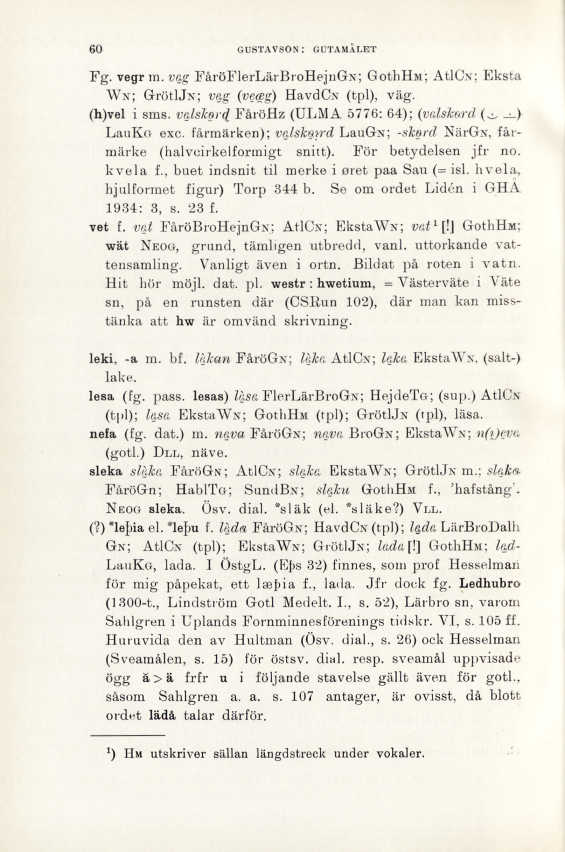 60
GUSTAVSON: GUTAMÅLET
Fg. vegr m. vęg FåröFlerLärBroHejnGN; GothHM; AtlCN; Eksta
WN; GrötlJN; vęg (veæg) HavdCN (tpl), väg.
(h)vel i sms. FåröHz (ULMA 5776: 64);
LauKG exc. fårmärken); LauGN; NärGN, får-
märke (halvcirkelformigt snitt). För betydelsen jfr no.
kvela f., buet indsnit til merke i øret paa Sau (= isl. hvela,
hjulformet figur) Torp 344 b. Se om ordet Lidén i GHÅ
1934: 3, s. 23 f.
vet f. vęt FåröBroHejnGN; AtlCN; EkstaWN; vat¹ [!] GothHM;
wät NEOG, grund, tämligen utbredd, vanl. uttorkande vat-
tensamling. Vanligt även i ortn. Bildat på roten i vatn.
Hit hör möjl. dat. pl. westr : hwetium, = Västerväte i Väte
sn, på en runsten där (CSRun 102), där man kan miss-
tänka att hw är omvänd skrivning.
leki, -a m. bf. lękan FåröGN; lęka AtlCN; lęka EkstaWN. (salt-)
lake.
lesa (fg. pass. lesas) lęsa FlerLärBroGN; HejdeTG; (sup.) AtlCN
(tpl); lęsa EkstaWN; GothHM (tpl); GrötlJN (tpl), läsa.
nefa (fg. dat.) m. nęva FåröGN; nęva BroGN; EkstaWN;
(gotl.) DLL, näve.
sleka slęka FåröGN; AtlCN; slęka EkstaWN; GrötlJN m.; slęka
FåröGn; HablTG; SundBN; slęku GothHM f., 'hafstång'.
NEOG sleka. Ösv. dial. *släk (el. *släke?) VLL.
(?) *leþia el. *leþu f. lęda FåröGN; HavdCN (tpl); lęda LärBroDalh
GN; AtlCN (tpl); EkstaWN; GrötlJN; lada [!] GothHM; lęd-
LauKG, lada. I ÖstgL. (Eþs 32) finnes, som prof Hesselman
för mig påpekat, ett læþia f., lada. Jfr dock fg. Ledhubro
(1300-t., Lindström Gotl Medelt. I., s. 52), Lärbro sn, varom
Sahlgren i Uplands Fornminnesförenings tidskr. VI, s. 105 ff.
Huruvida den av Hultman (Ösv. dial., s. 26) ock Hesselman
(Sveamålen, s. 15) för östsv. dial. resp. sveamål uppvisade
ögg ă > ä frfr u i följande stavelse gällt även för gotl.,
såsom Sahlgren a. a. s. 107 antager, är ovisst, då blott
ordet lädå talar därför.
¹) HM utskriver sällan längdstreck under vokaler.